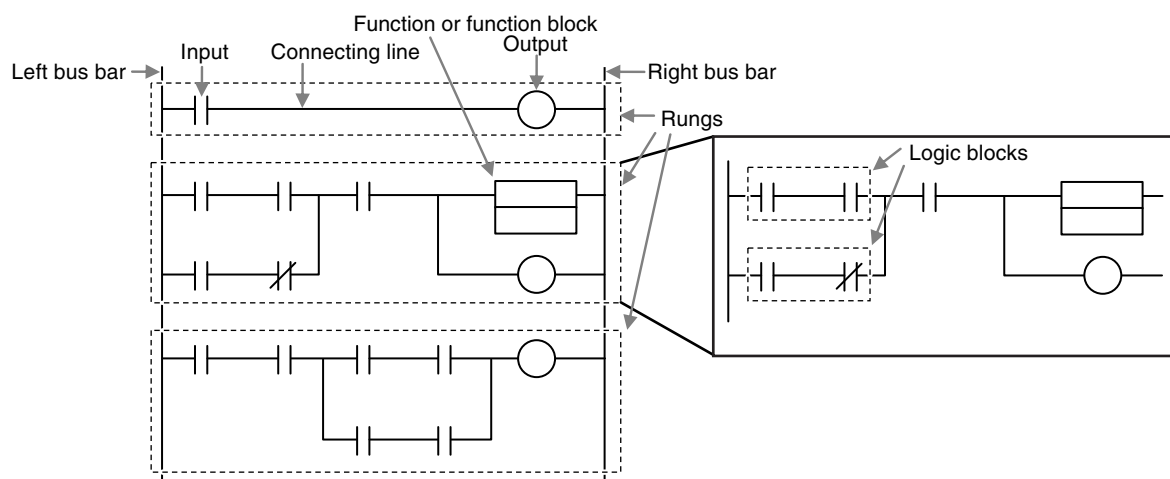 Function or function block
Input
Connecting line
Output
Left bus bar
Right bus bar
Rungs
Logic blocks